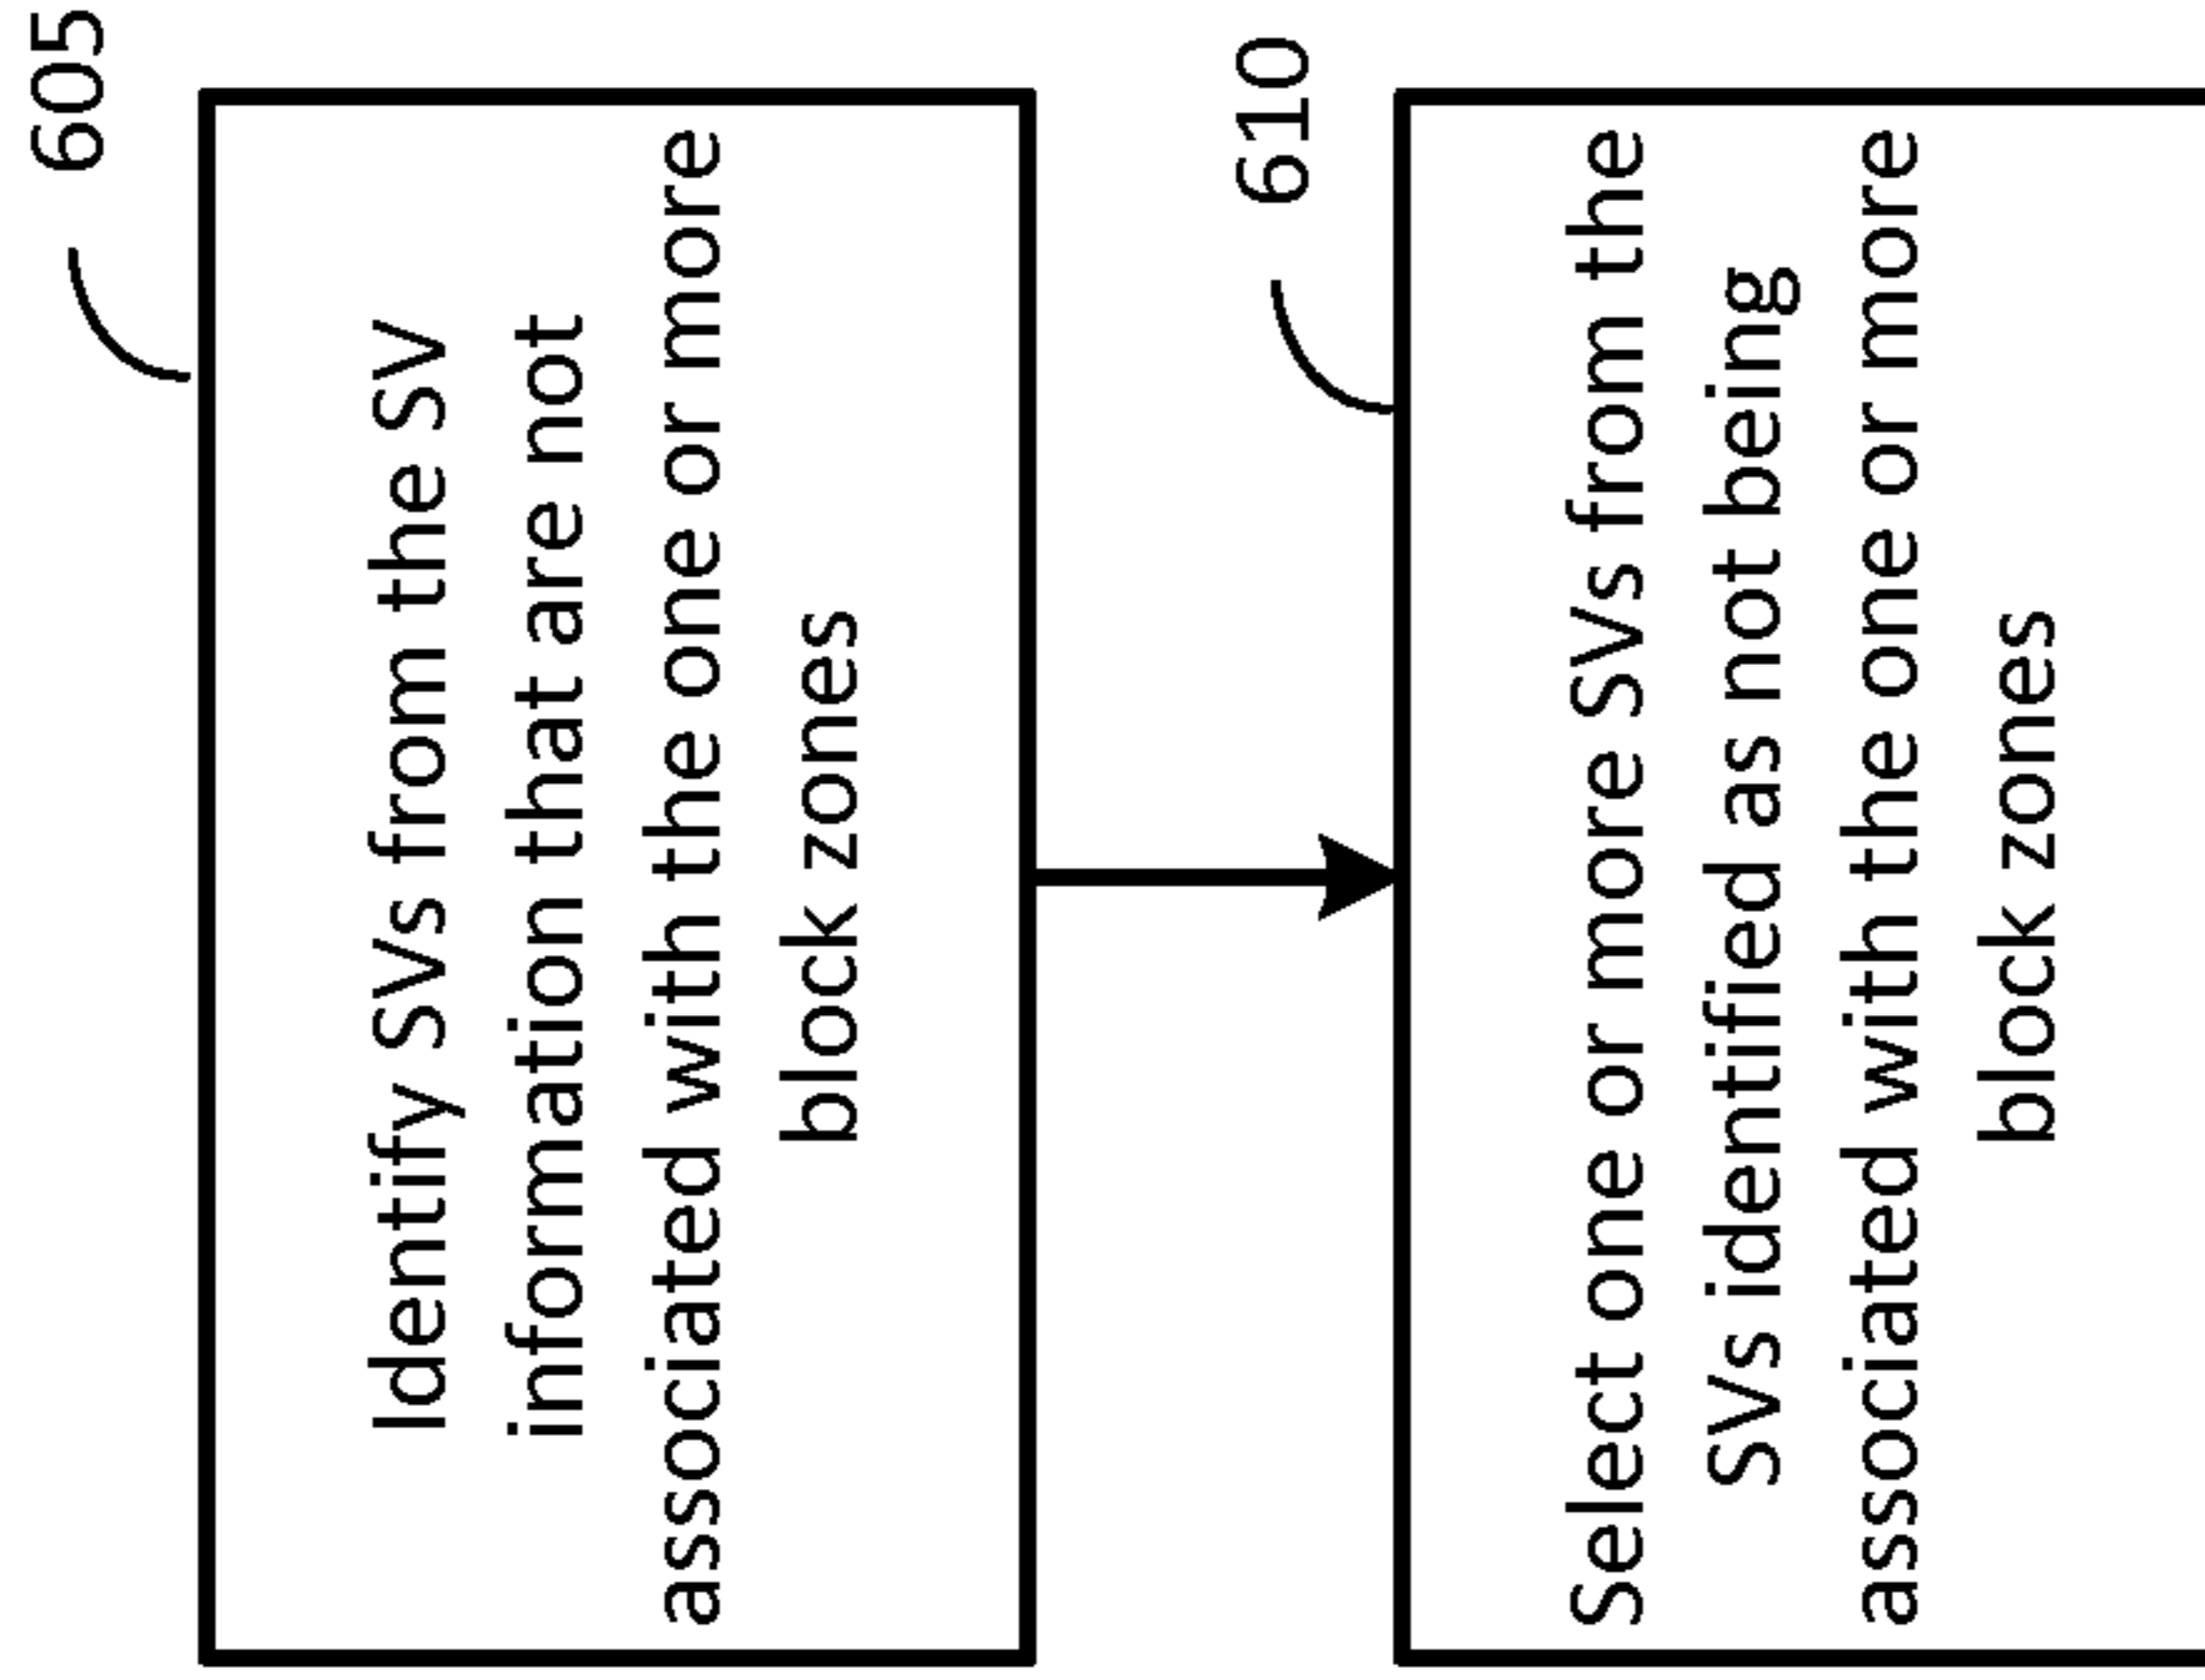 605
Identify SVs from the SV
information that are not
associated with the one or more
block zones
610
Select one or more SVs from the
SVs identified as not being
associated with the one or more
block zones